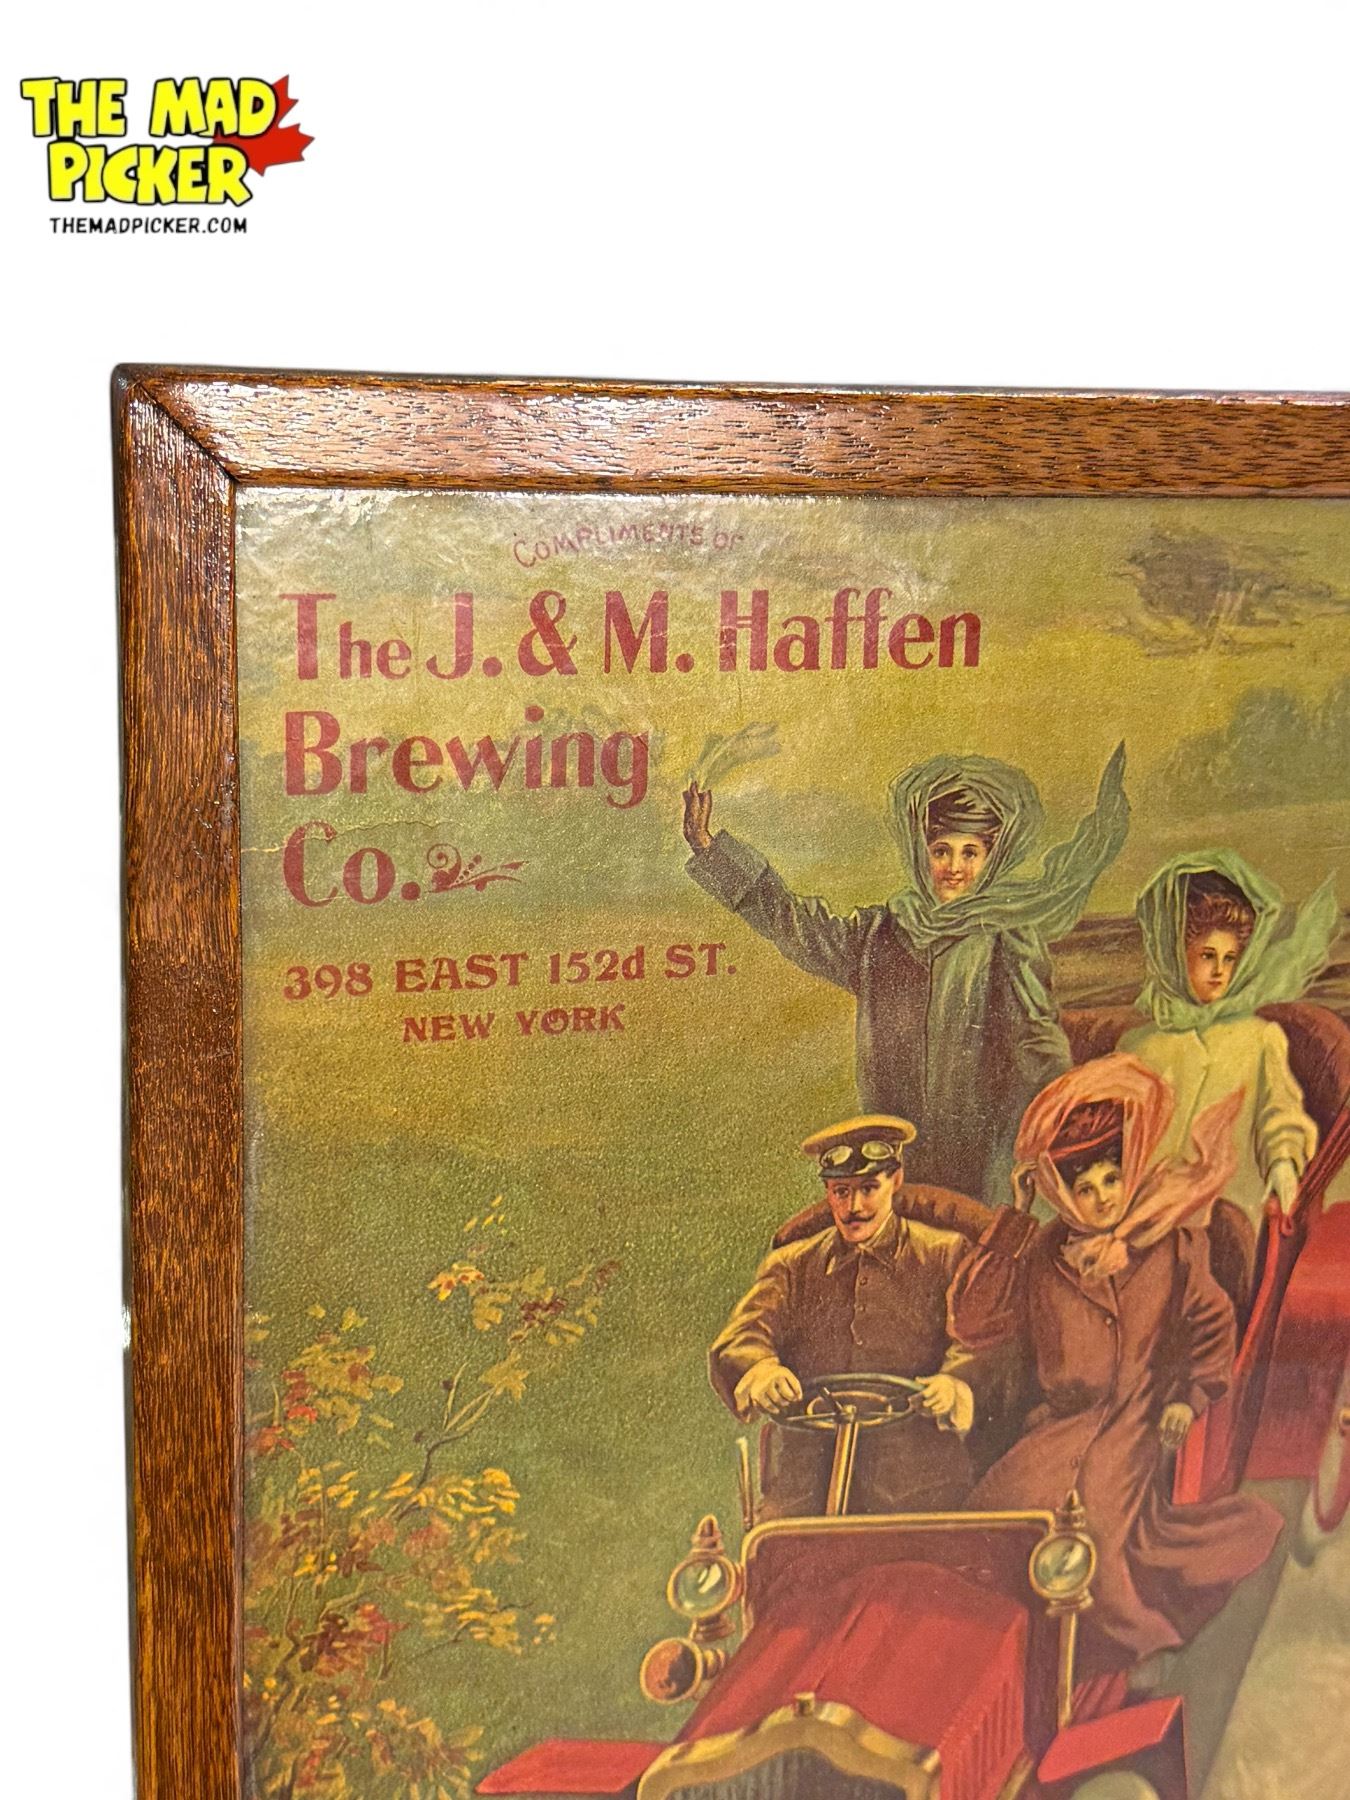 THE MAD
PICKER
THEMADPICKER.COM
COMPLIMENTS OF
The J. & M. Haffen
Brewing
Co.
398 EAST 152d ST.
NEW YORK